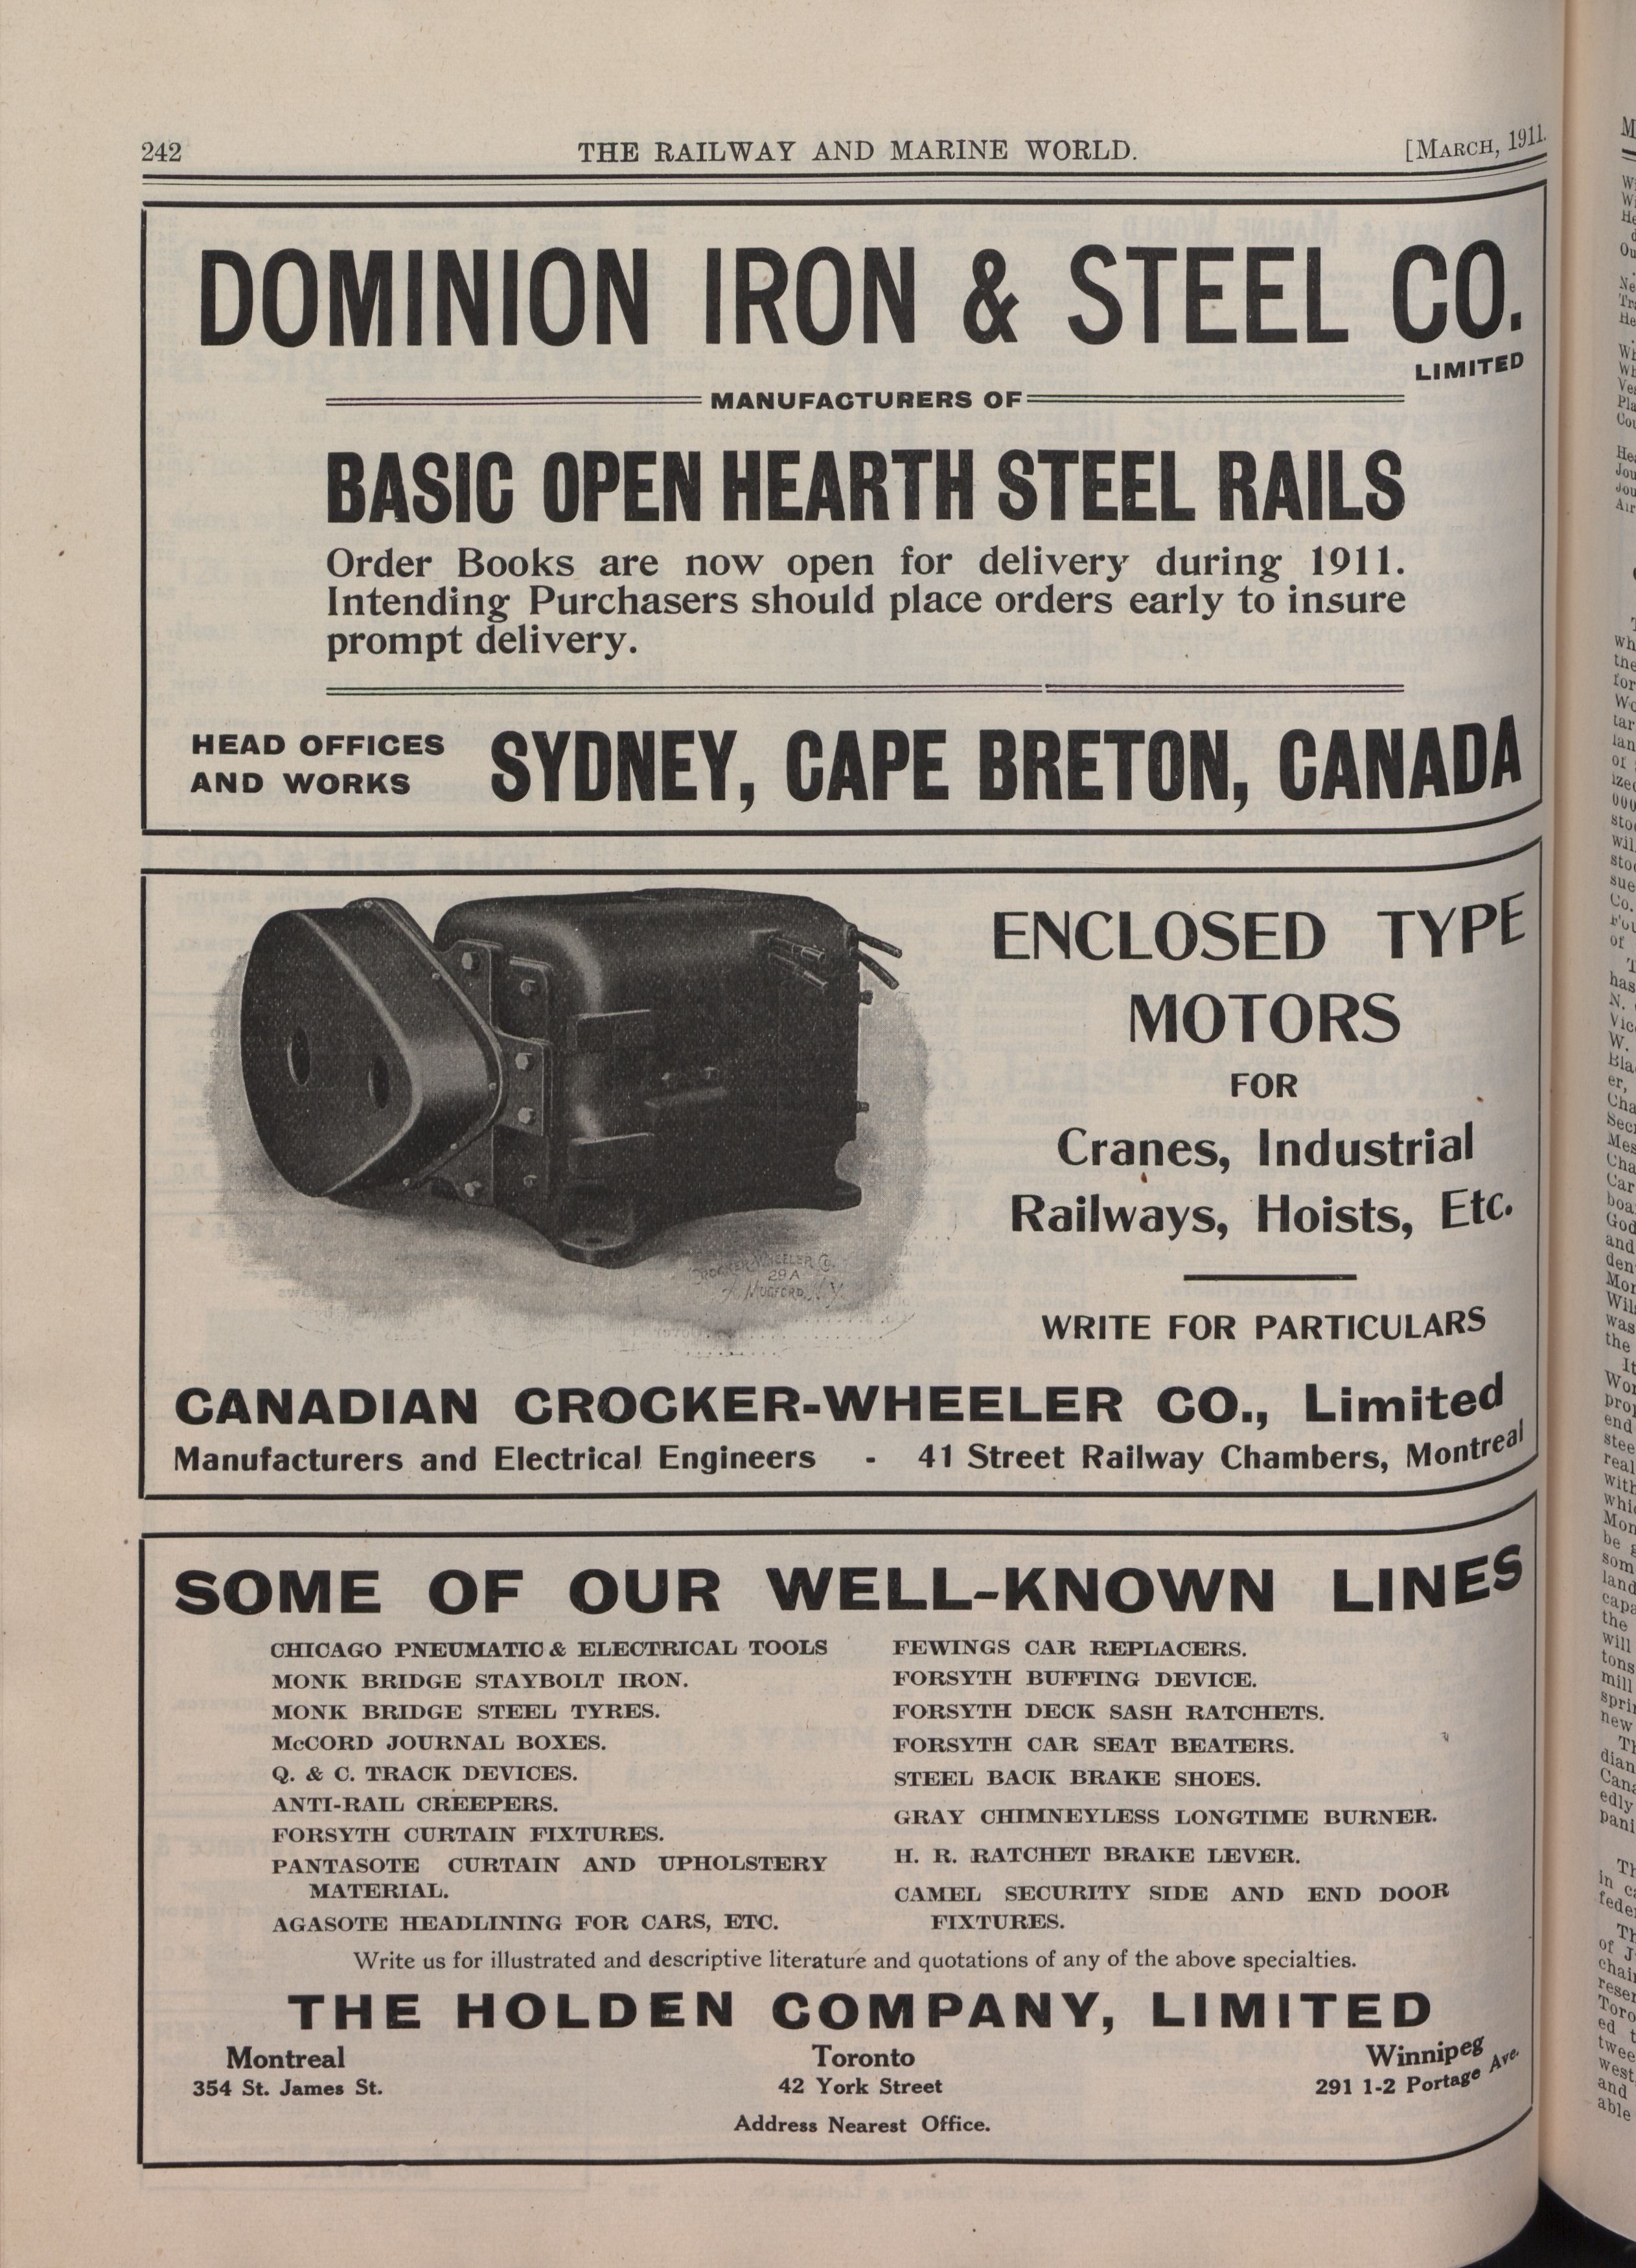 242 THE RAILWAY AND MARINE WORLD. [MARCH, 1911.
DOMINION IRON & STEEL CO.
LIMITED
MANUFACTURERS OF
BASIC OPEN HEARTH STEEL RAILS
Order Books are now open for delivery during 1911.
Intending Purchasers should place orders early to insure
prompt delivery.
HEAD OFFICES
AND WORKS
SYDNEY, CAPE BRETON, CANADA
ENCLOSED TYPE
MOTORS
FOR
Cranes, Industrial
Railways, Hoists, Etc.
CROCKER-WHEELER Co.
29A
WRITE FOR PARTICULARS
CANADIAN CROCKER-WHEELER CO., Limited
Manufacturers and Electrical Engineers - 41 Street Railway Chambers, Montreal
SOME OF OUR WELL-KNOWN LINES
CHICAGO PNEUMATIC & ELECTRICAL TOOLS
MONK BRIDGE STAYBOLT IRON.
MONK BRIDGE STEEL TYRES.
McCORD JOURNAL BOXES.
Q. & C. TRACK DEVICES.
ANTI-RAIL CREEPERS.
FORSYTH CURTAIN FIXTURES.
PANTASOTE CURTAIN AND UPHOLSTERY
MATERIAL.
AGASOTE HEADLINING FOR CARS, ETC.
FEWINGS CAR REPLACERS.
FORSYTH BUFFING DEVICE.
FORSYTH DECK SASH RATCHETS.
FORSYTH CAR SEAT BEATERS.
STEEL BACK BRAKE SHOES.
GRAY CHIMNEYLESS LONGTIME BURNER.
H. R. RATCHET BRAKE LEVER.
CAMEL SECURITY SIDE AND END DOOR
FIXTURES.
Write us for illustrated and descriptive literature and quotations of any of the above specialties.
THE HOLDEN COMPANY, LIMITED
Montreal
354 St. James St.
Toronto
42 York Street
Winnipeg
291 1-2 Portage Ave.
Address Nearest Office.